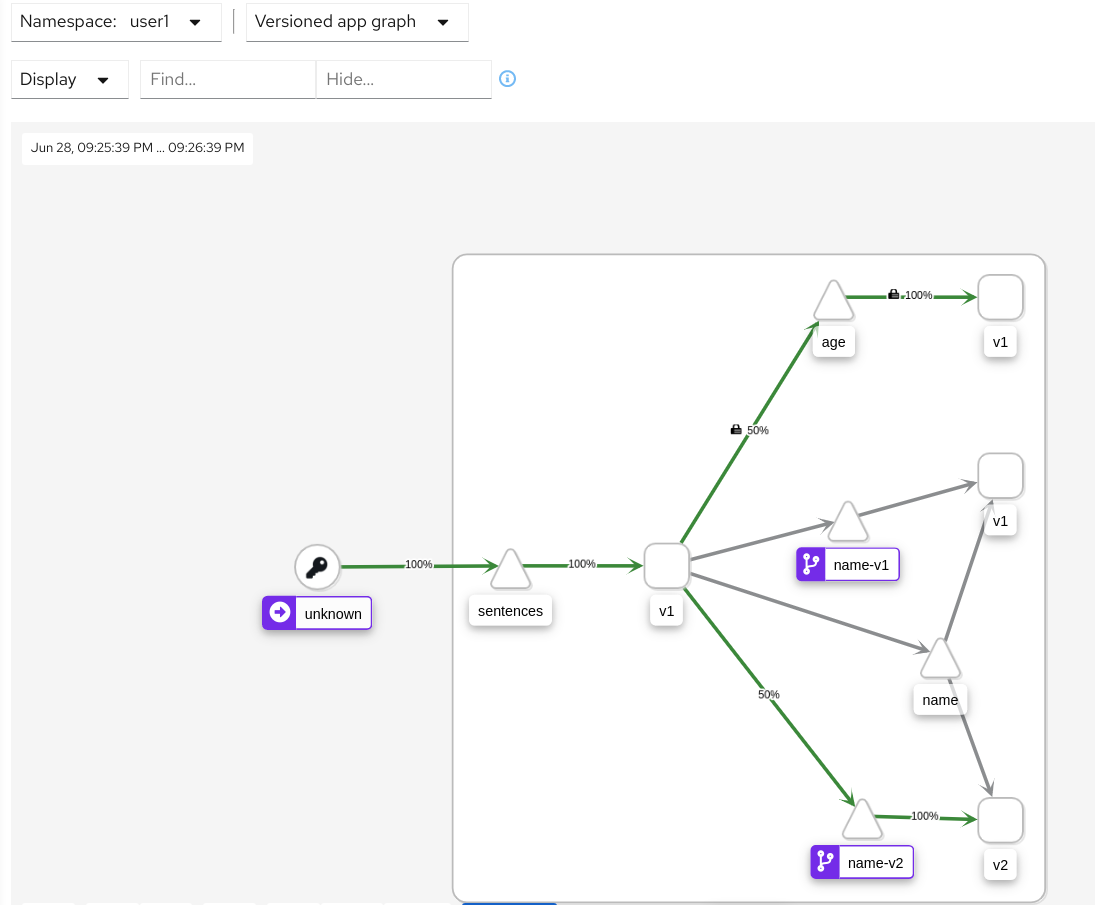 Namespace: user1 Versioned app graph
Display Find... Hide...
Jun 28, 09:25:39 PM ... 09:26:39 PM
100%
age
v1
50%
v1
name-v1
100%
100%
unknown
sentences
v1
50%
name
100%
name-v2
v2